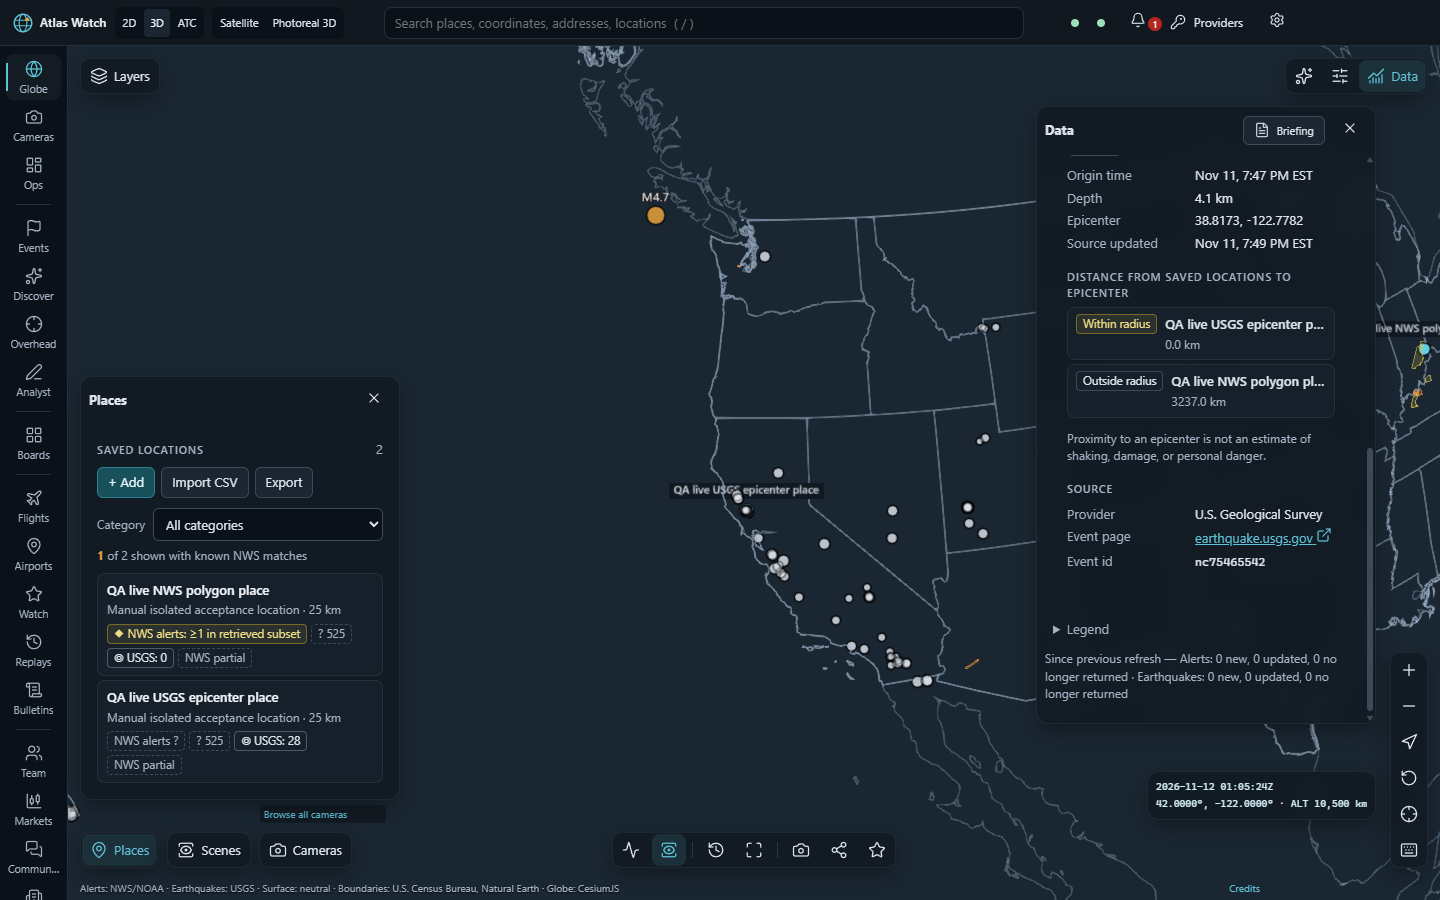 Atlas Watch
2D
3D
ATC
Satellite
Photoreal 3D
Search places, coordinates, addresses, locations ( / )
1
Providers
Globe
Cameras
Ops
Events
Discover
Overhead
Analyst
Boards
Flights
Airports
Watch
Replays
Bulletins
Team
Markets
Commun...
Layers
Data
M4.7
QA live USGS epicenter place
live NWS poly
Data
Briefing
Origin time Nov 11, 7:47 PM EST
Depth 4.1 km
Epicenter 38.8173, -122.7782
Source updated Nov 11, 7:49 PM EST
DISTANCE FROM SAVED LOCATIONS TO
EPICENTER
Within radius QA live USGS epicenter p...
0.0 km
Outside radius QA live NWS polygon pl...
3237.0 km
Proximity to an epicenter is not an estimate of
shaking, damage, or personal danger.
SOURCE
Provider U.S. Geological Survey
Event page earthquake.usgs.gov
Event id nc75465542
Legend
Since previous refresh — Alerts: 0 new, 0 updated, 0 no
longer returned · Earthquakes: 0 new, 0 updated, 0 no
longer returned
Places
SAVED LOCATIONS 2
+ Add
Import CSV
Export
Category All categories
1 of 2 shown with known NWS matches
QA live NWS polygon place
Manual isolated acceptance location · 25 km
◆ NWS alerts: ≥1 in retrieved subset ? 525
◎ USGS: 0 NWS partial
QA live USGS epicenter place
Manual isolated acceptance location · 25 km
NWS alerts ? ? 525 ◎ USGS: 28
NWS partial
Browse all cameras
Places
Scenes
Cameras
2026-11-12 01:05:24Z
42.0000°, -122.0000° · ALT 10,500 km
Alerts: NWS/NOAA · Earthquakes: USGS · Surface: neutral · Boundaries: U.S. Census Bureau, Natural Earth · Globe: CesiumJS
Credits